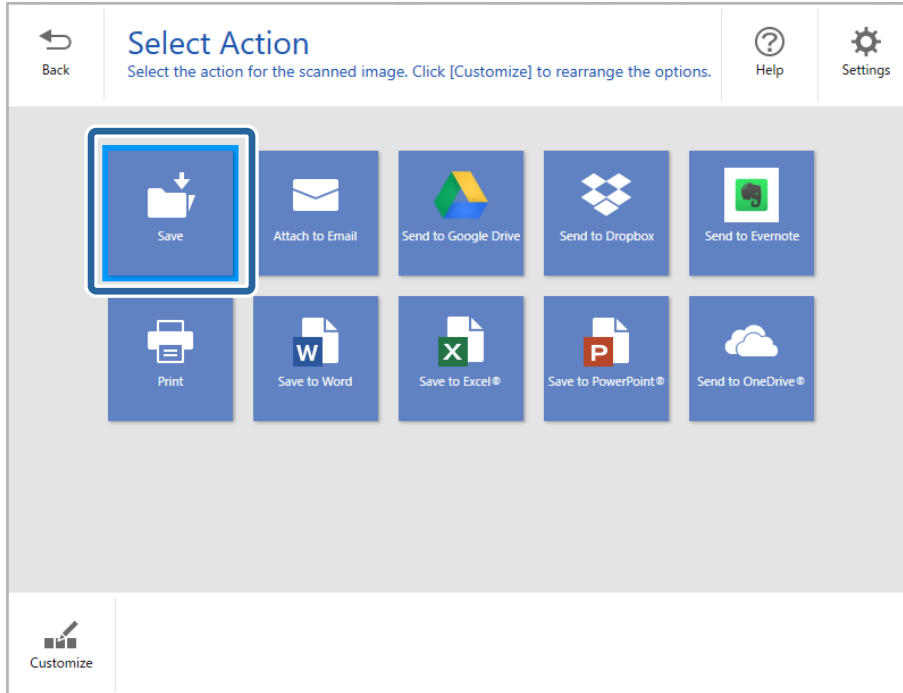 Back
Select Action
Select the action for the scanned image. Click [Customize] to rearrange the options.
Help
Settings
Save
Attach to Email
Send to Google Drive
Send to Dropbox
Send to Evernote
Print
W
Save to Word
X
Save to Excel®
P
Save to PowerPoint®
Send to OneDrive®
Customize